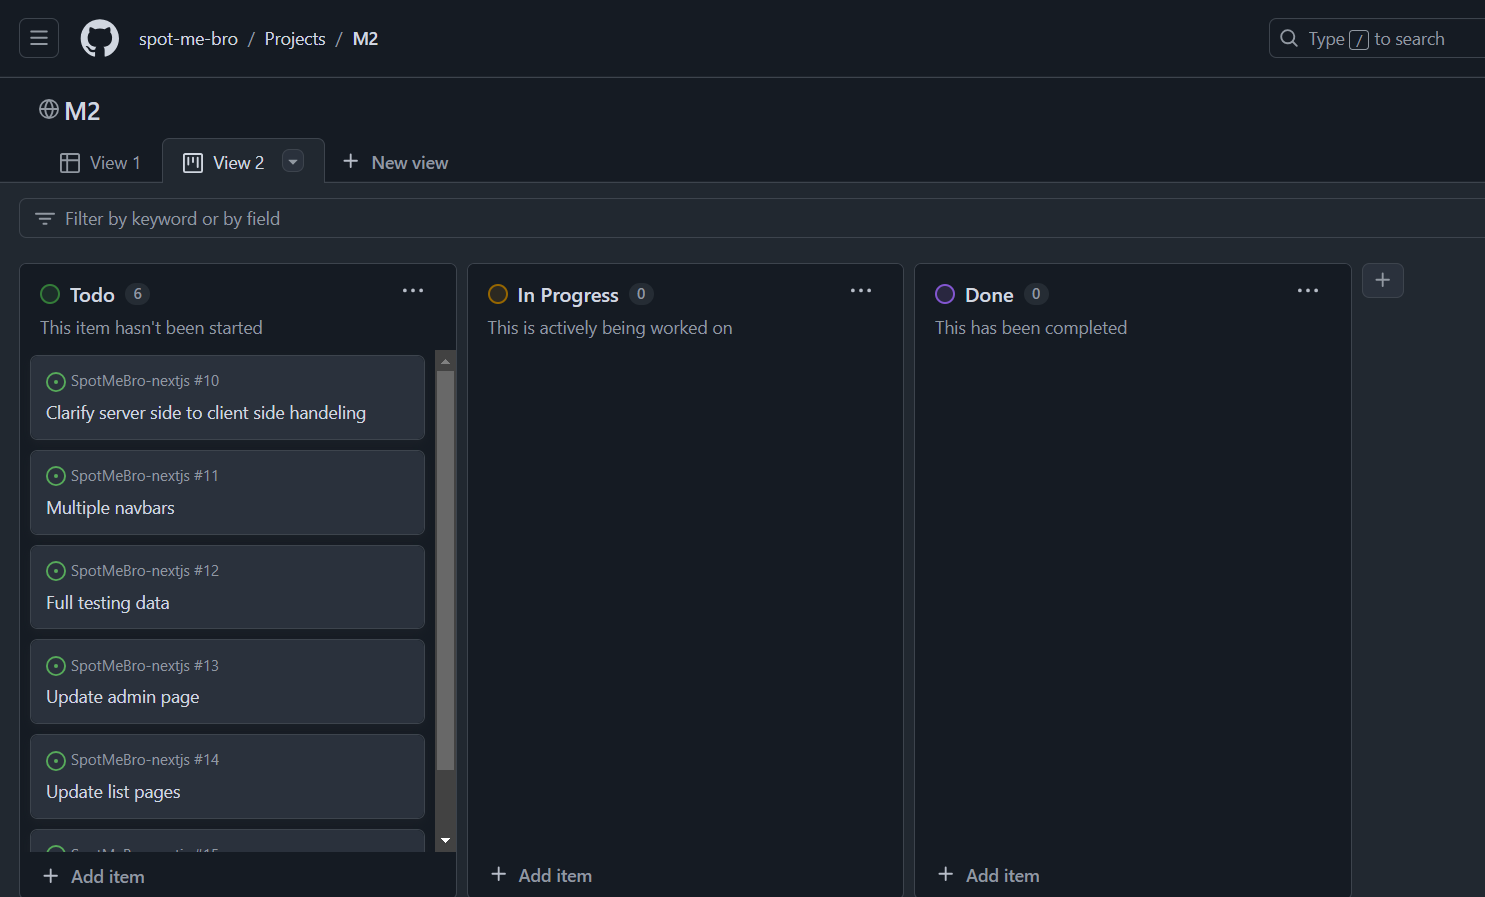 spot-me-bro / Projects / M2
Type / to search
M2
View 1
View 2
New view
Filter by keyword or by field
Todo 6
This item hasn't been started
SpotMeBro-nextjs #10
Clarify server side to client side handeling
SpotMeBro-nextjs #11
Multiple navbars
SpotMeBro-nextjs #12
Full testing data
SpotMeBro-nextjs #13
Update admin page
SpotMeBro-nextjs #14
Update list pages
SpotMeBro-nextjs #15
Add item
In Progress 0
This is actively being worked on
Add item
Done 0
This has been completed
Add item